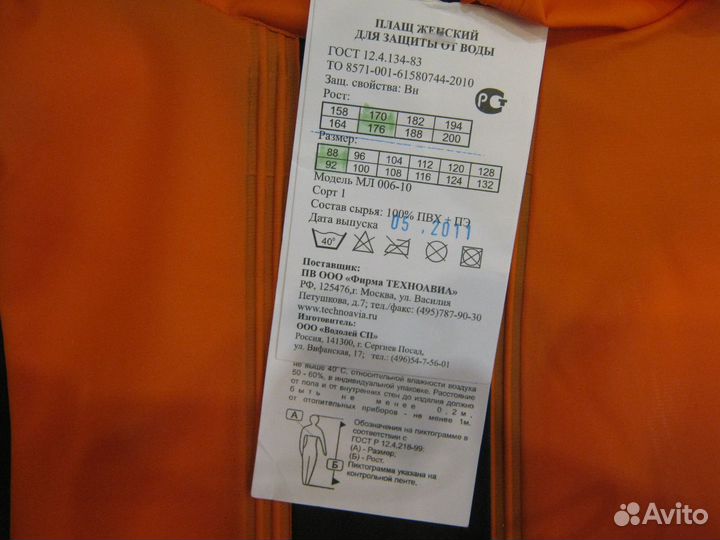 ПЛАЩ ЖЕНСКИЙ
ДЛЯ ЗАЩИТЫ ОТ ВОДЫ
ГОСТ 12.4.134-83
ТО 8571-001-61580744-2010
Защ. свойства: Вн
Рост:
158 170 182 194
164 176 188 200
Размер:
88 96 104 112 120 128
92 100 108 116 124 132
Модель МЛ 006-10
Сорт 1
Состав сырья: 100% ПВХ + ПЭ
Дата выпуска 05.2011
40°
Поставщик:
ПВ ООО «Фирма ТЕХНОАВИА»
РФ, 125476,г. Москва, ул. Василия
Петушкова, д.7; тел./факс: (495)787-90-30
www.technoavia.ru
Изготовитель:
ООО «Водолей СП»
Россия, 141300, г. Сергиев Посад,
ул. Вифанская, 17; тел.: (496)54-7-56-01
не выше 40°С, относительной влажности воздуха
50 - 60%, в индивидуальной упаковке. Расстояние
от пола и от внутренних стен до изделия должно
быть не менее 0,2 м.
от отопительных приборов - не менее 1м.
А
Обозначения на пиктограмме в
соответствии с
ГОСТ Р 12.4.218-99:
(А) - Размер,
(Б) - Рост.
Б
Пиктограмма указана на
контрольной ленте.
Avito